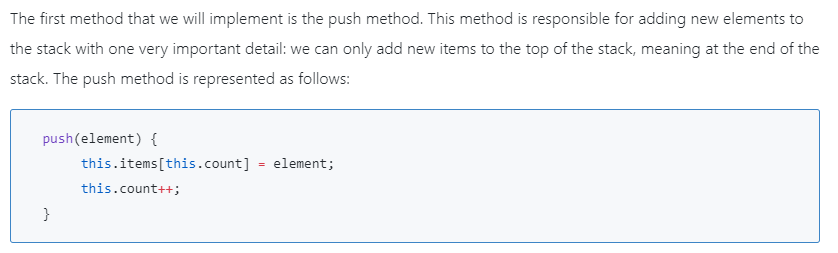 The first method that we will implement is the push method. This method is responsible for adding new elements to
the stack with one very important detail: we can only add new items to the top of the stack, meaning at the end of the
stack. The push method is represented as follows:
push(element) {
     this.items[this.count] = element;
     this.count++;
}